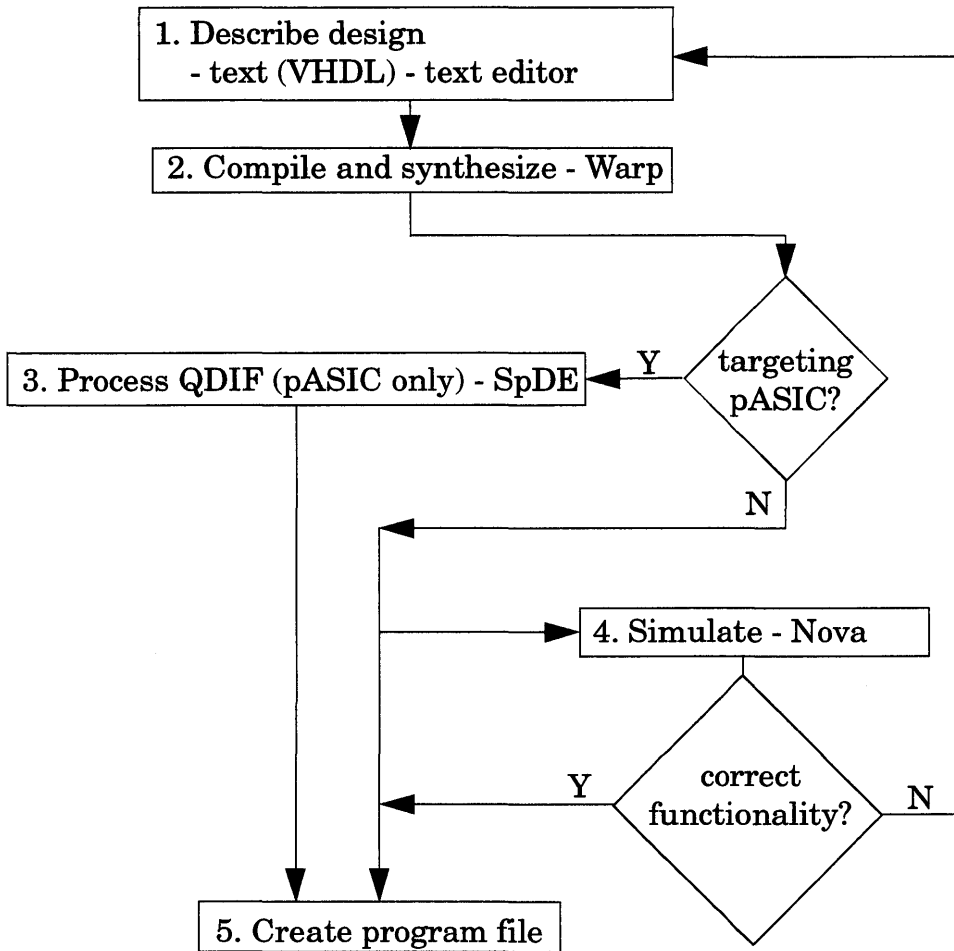 1. Describe design
- text (VHDL) - text editor
2. Compile and synthesize - Warp
targeting
pASIC?
Y
3. Process QDIF (pASIC only) - SpDE
N
4. Simulate - Nova
correct
functionality?
Y
N
5. Create program file